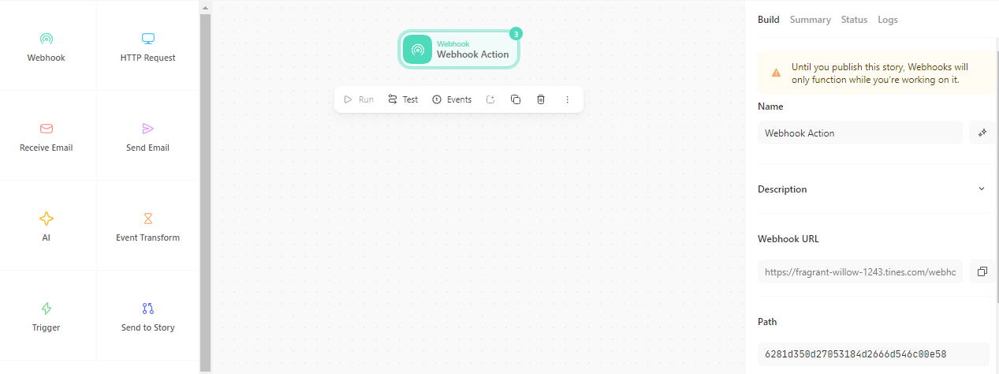 Webhook
HTTP Request
Receive Email
Send Email
AI
Event Transform
Trigger
Send to Story
3
Webhook
Webhook Action
Run
Test
1
Events
Build
Summary
Status
Logs
Until you publish this story, Webhooks will
only function while you're working on it.
Name
Webhook Action
Description
Webhook URL
https://fragrant-willow-1243.tines.com/webhc
Path
6281d350d27053184d2666d546c00e58